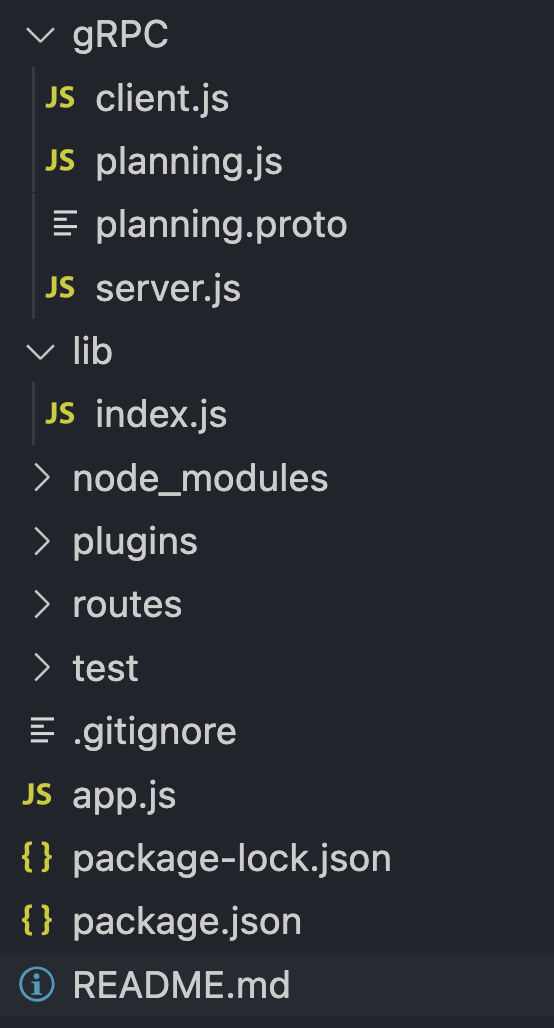 gRPC
JS client.js
JS planning.js
planning.proto
JS server.js
lib
JS index.js
node_modules
plugins
routes
test
.gitignore
JS app.js
{} package-lock.json
{} package.json
README.md